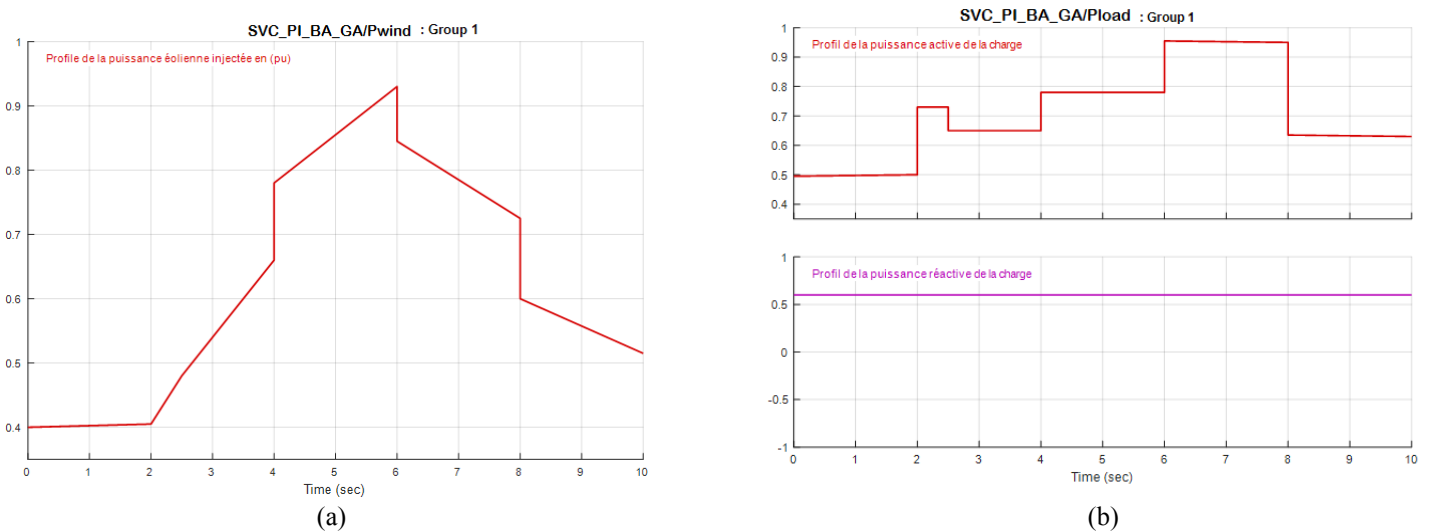 SVC_PI_BA_GA/Pwind : Group 1
Profile de la puissance éolienne injectée en (pu)
1
0.9
0.8
0.7
0.6
0.5
0.4
0 1 2 3 4 5 6 7 8 9 10
Time (sec)
(a)
SVC_PI_BA_GA/Pload : Group 1
Profil de la puissance active de la charge
1
0.9
0.8
0.7
0.6
0.5
0.4
Profil de la puissance réactive de la charge
1
0.5
0
-0.5
-1
0 1 2 3 4 5 6 7 8 9 10
Time (sec)
(b)